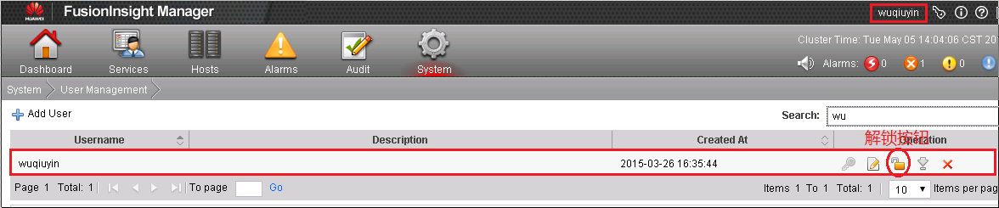 HUAWEI
FusionInsight Manager
wuqiuyin
Dashboard Services Hosts Alarms Audit System
Cluster Time: Tue May 05 14:04:06 CST 20
Alarms: 0 1 0
System User Management
Add User
Search: wu
Username Description Created At Operation
解锁按钮
wuqiuyin 2015-03-26 16:35:44
Page 1 Total: 1 To page Go Items 1 To 1 Total: 1 10 Items per pag